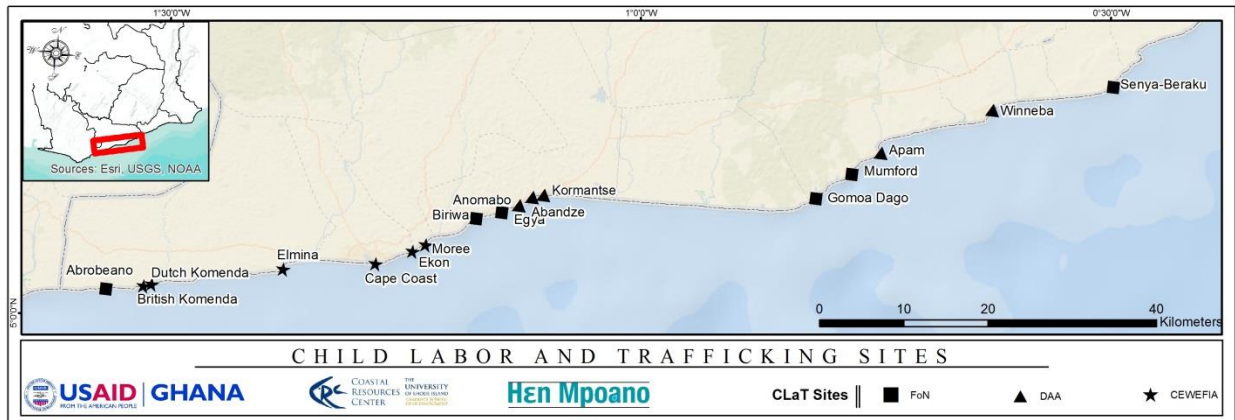 1°30'0"W
1°0'0"W
0°30'0"W
N
W
E
S
Sources: Esri, USGS, NOAA
Senya-Beraku
Winneba
Apam
Mumford
Gomoa Dago
Kormantse
Abandze
Egya
Anomabo
Biriwa
Moree
Ekon
Cape Coast
Elmina
Dutch Komenda
British Komenda
Abrobeano
5°0'0"N
0 10 20 40
Kilometers
CHILD LABOR AND TRAFFICKING SITES
USAID GHANA
FROM THE AMERICAN PEOPLE
CRC
COASTAL
RESOURCES
CENTER
THE
UNIVERSITY
OF RHODE ISLAND
Hɛn Mpoano
CLaT Sites
FoN
DAA
CEWEFIA